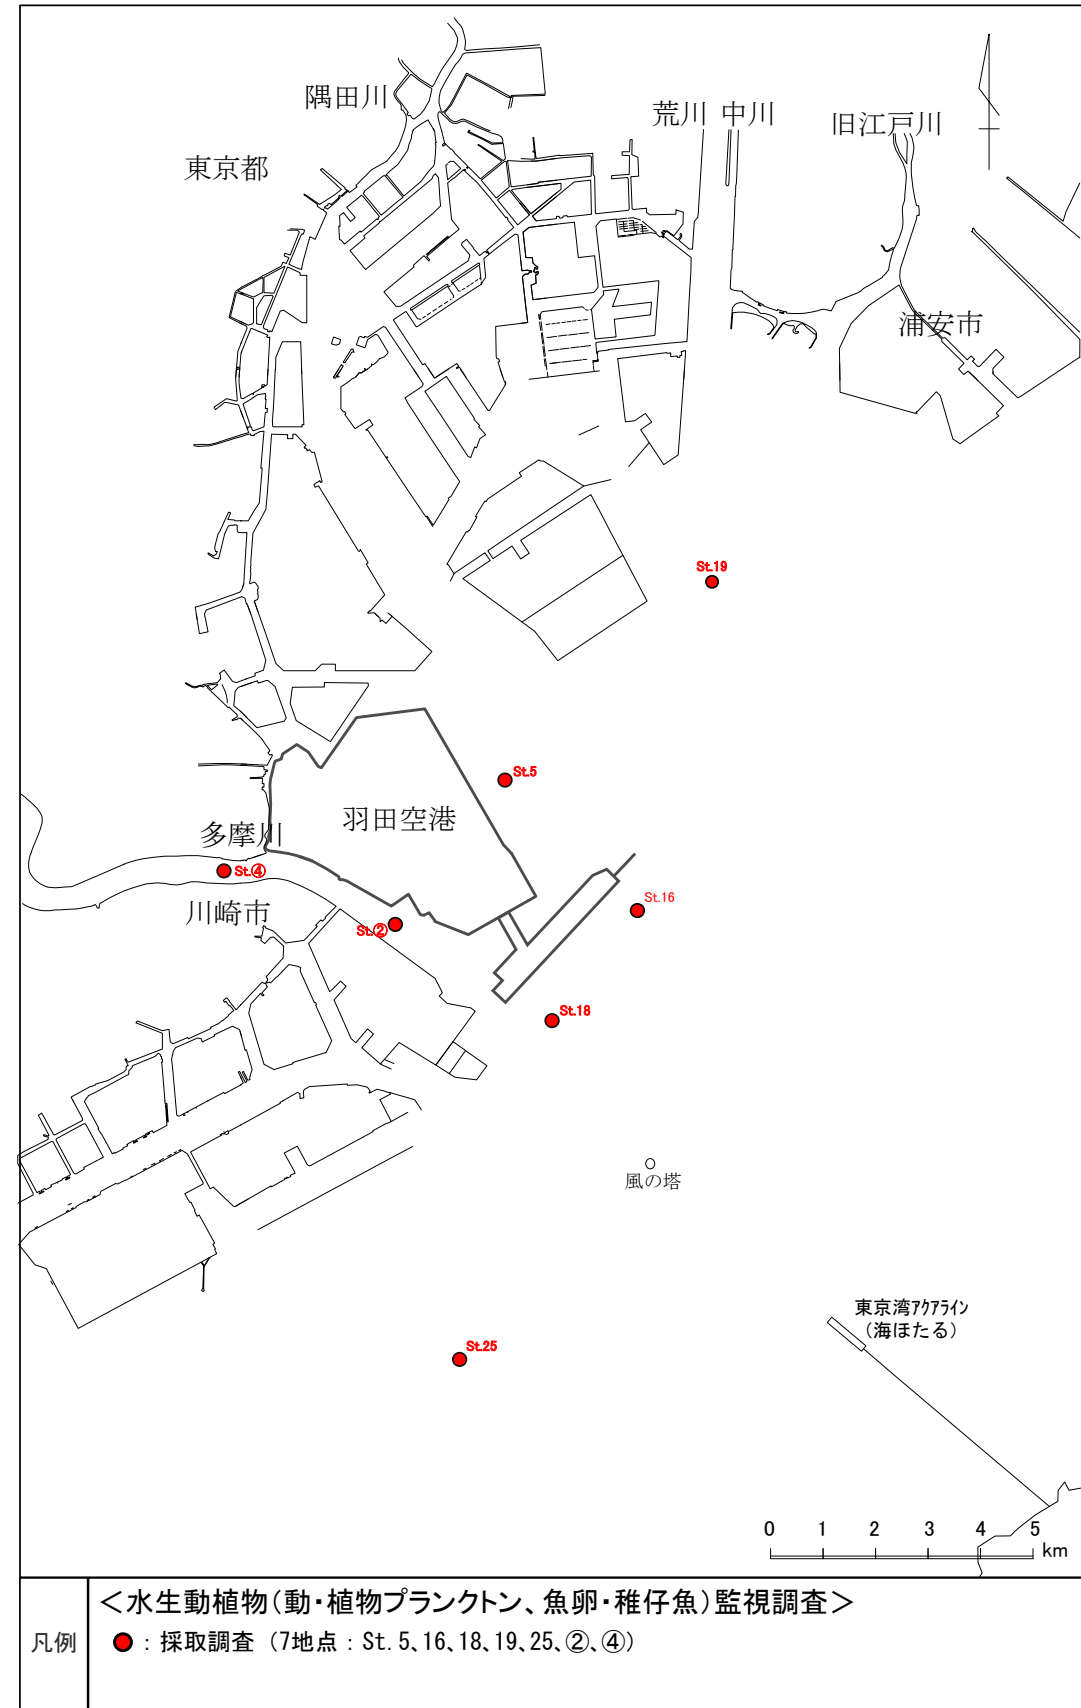 隅田川
荒川 中川
旧江戸川
東京都
浦安市
St.19
St.5
羽田空港
多摩川
St.④
St.16
川崎市
St.②
St.18
風の塔
東京湾アクアライン
（海ほたる）
St.25
0 1 2 3 4 5
km
凡例
＜水生動植物（動・植物プランクトン、魚卵・稚仔魚）監視調査＞
●：採取調査（7地点：St.5、16、18、19、25、②、④）